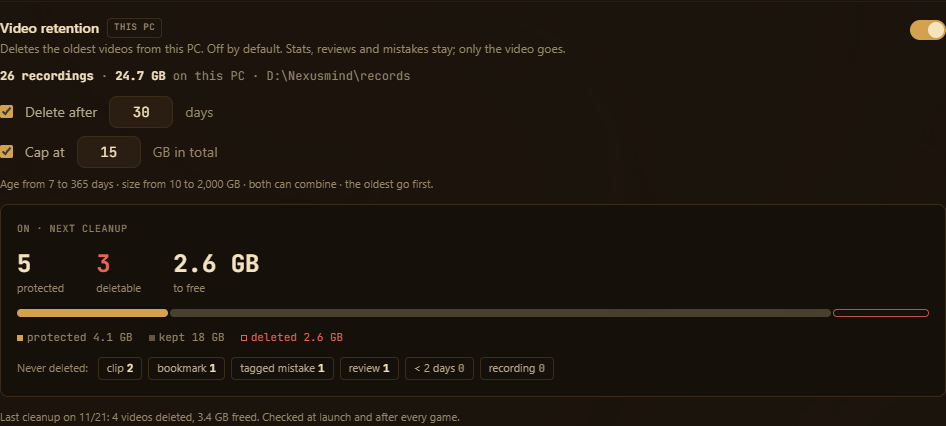 Video retention THIS PC
Deletes the oldest videos from this PC. Off by default. Stats, reviews and mistakes stay; only the video goes.
26 recordings · 24.7 GB on this PC · D:\Nexusmind\records
Delete after 30 days
Cap at 15 GB in total
Age from 7 to 365 days · size from 10 to 2,000 GB · both can combine · the oldest go first.
ON · NEXT CLEANUP
5 3 2.6 GB
protected deletable to free
protected 4.1 GB kept 18 GB deleted 2.6 GB
Never deleted: clip 2 bookmark 1 tagged mistake 1 review 1 < 2 days 0 recording 0
Last cleanup on 11/21: 4 videos deleted, 3.4 GB freed. Checked at launch and after every game.